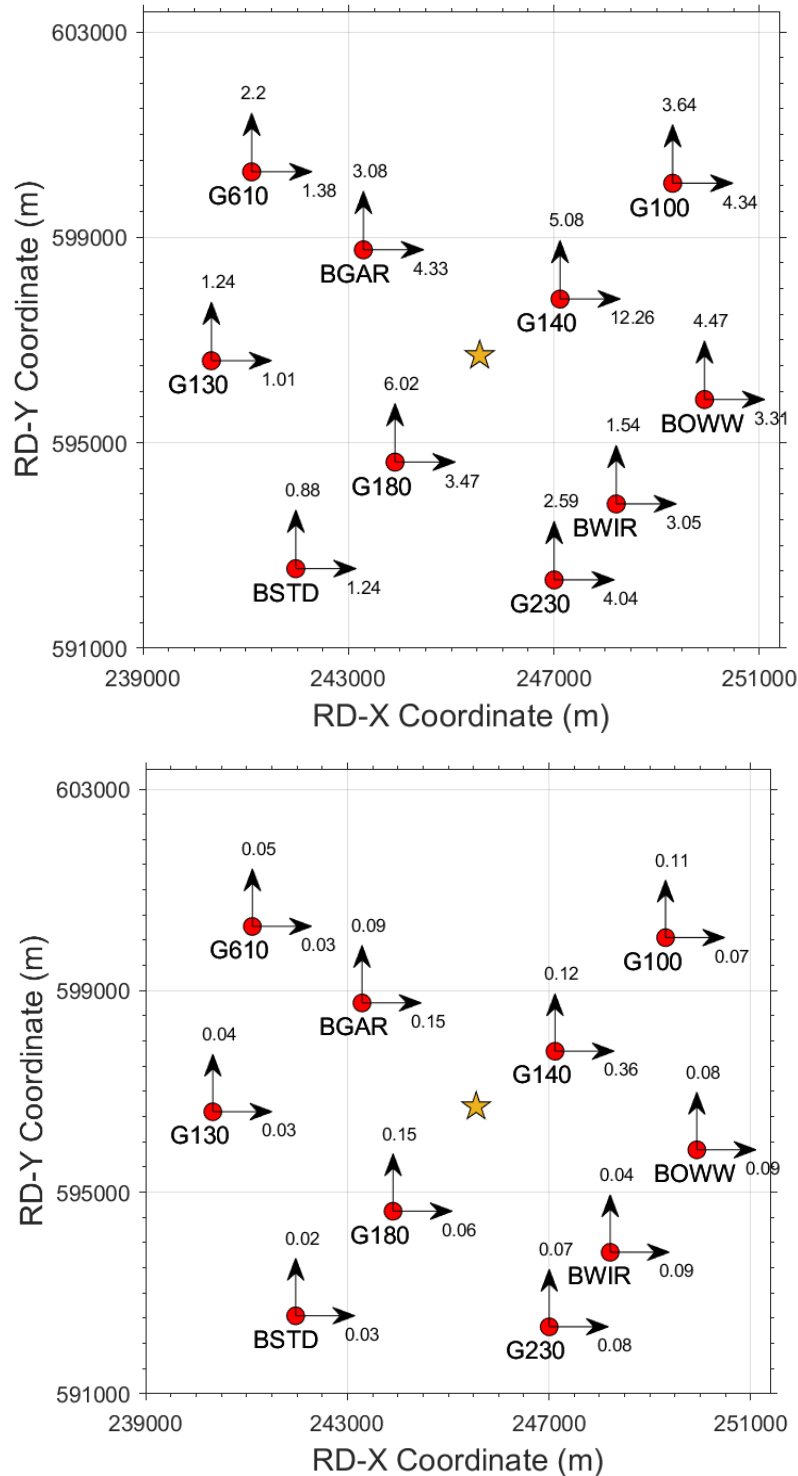 603000
2.2
3.64
G610
1.38
3.08
G100
4.34
599000
BGAR
4.33
5.08
1.24
G140
12.26
G130
1.01
4.47
6.02
BOWW
3.31
595000
1.54
G180
3.47
0.88
2.59
BWIR
3.05
BSTD
1.24
G230
4.04
591000
239000 243000 247000 251000
RD-X Coordinate (m)
RD-Y Coordinate (m)
603000
0.05
0.11
0.09
G610
0.03
G100
0.07
599000
BGAR
0.15
0.12
0.04
G140
0.36
G130
0.03
0.08
0.15
BOWW
0.09
595000
0.04
G180
0.06
0.02
0.07
BWIR
0.09
BSTD
0.03
G230
0.08
591000
239000 243000 247000 251000
RD-X Coordinate (m)
RD-Y Coordinate (m)